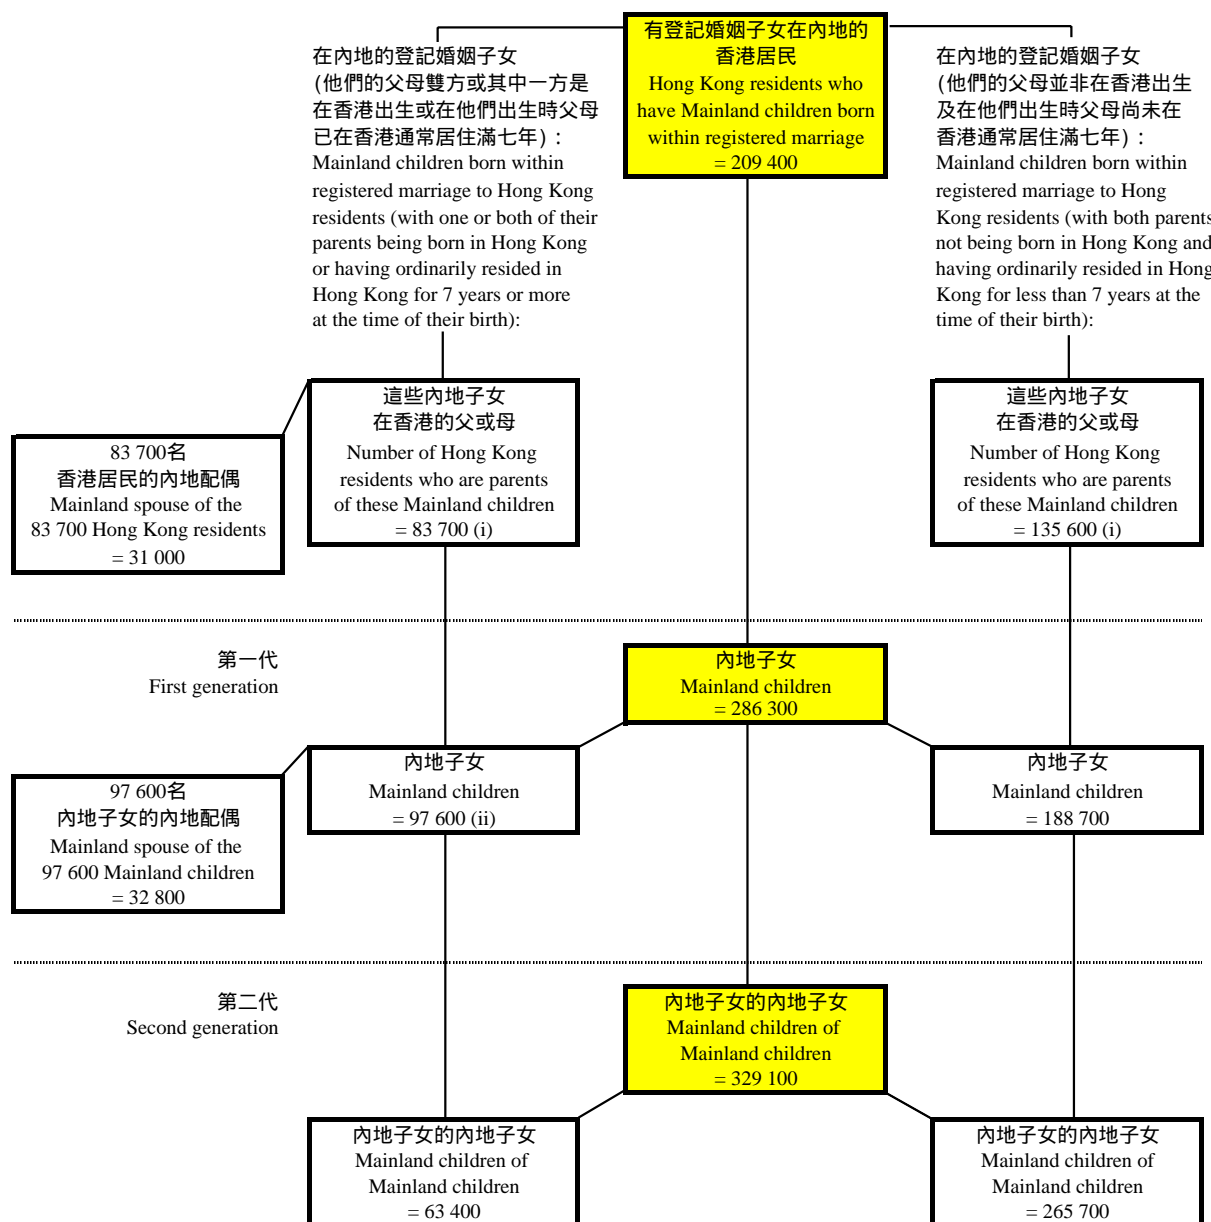 在內地的登記婚姻子女
(他們的父母雙方或其中一方是
在香港出生或在他們出生時父母
已在香港通常居住滿七年)：
Mainland children born within
registered marriage to Hong Kong
residents (with one or both of their
parents being born in Hong Kong
or having ordinarily resided in
Hong Kong for 7 years or more
at the time of their birth):
有登記婚姻子女在內地的
香港居民
Hong Kong residents who
have Mainland children born
within registered marriage
= 209 400
在內地的登記婚姻子女
(他們的父母並非在香港出生
及在他們出生時父母尚未在
香港通常居住滿七年)：
Mainland children born within
registered marriage to Hong
Kong residents (with both parents
not being born in Hong Kong and
having ordinarily resided in Hong
Kong for less than 7 years at the
time of their birth):
83 700名
香港居民的內地配偶
Mainland spouse of the
83 700 Hong Kong residents
= 31 000
這些內地子女
在香港的父或母
Number of Hong Kong
residents who are parents
of these Mainland children
= 83 700 (i)
這些內地子女
在香港的父或母
Number of Hong Kong
residents who are parents
of these Mainland children
= 135 600 (i)
第一代
First generation
內地子女
Mainland children
= 286 300
97 600名
內地子女的內地配偶
Mainland spouse of the
97 600 Mainland children
= 32 800
內地子女
Mainland children
= 97 600 (ii)
內地子女
Mainland children
= 188 700
第二代
Second generation
內地子女的內地子女
Mainland children of
Mainland children
= 329 100
內地子女的內地子女
Mainland children of
Mainland children
= 63 400
內地子女的內地子女
Mainland children of
Mainland children
= 265 700